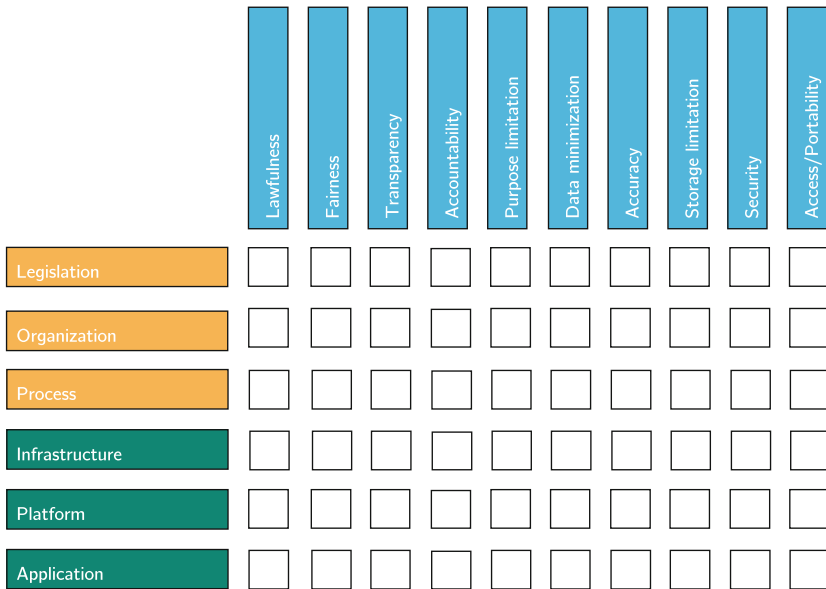 Lawfulness
Fairness
Transparency
Accountability
Purpose limitation
Data minimization
Accuracy
Storage limitation
Security
Access/Portability
Legislation
Organization
Process
Infrastructure
Platform
Application